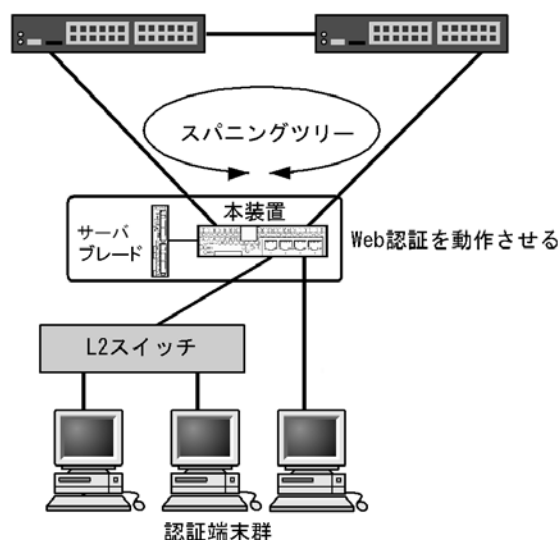 スパニングツリー
本装置
サーバ
ブレード
Web認証を動作させる
L2スイッチ
認証端末群